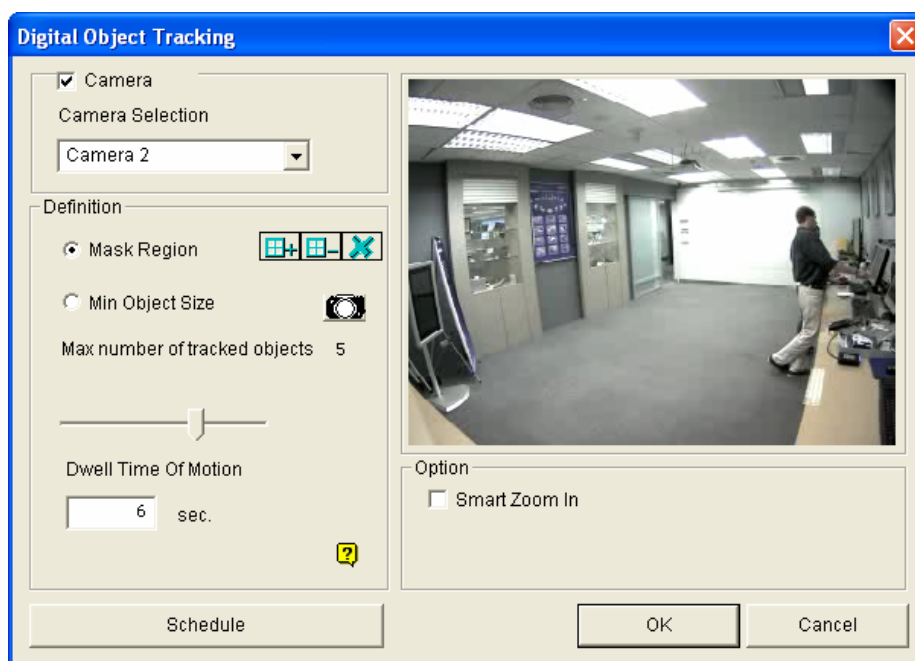 Digital Object Tracking
Camera
Camera Selection
Camera 2
Definition
Mask Region
Min Object Size
Max number of tracked objects 5
Dwell Time Of Motion
6 sec.
?
Option
Smart Zoom In
Schedule
OK
Cancel